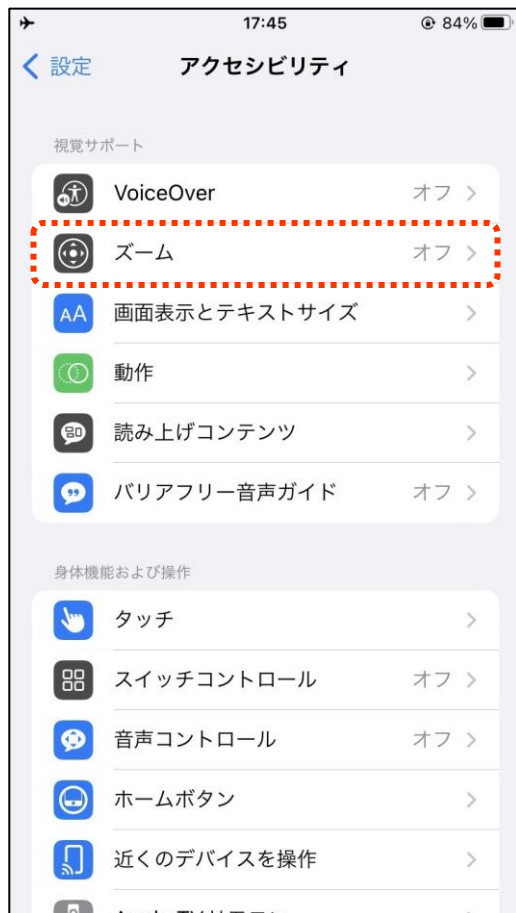 17:45
84%
設定
アクセシビリティ
視覚サポート
VoiceOver オフ
ズーム オフ
画面表示とテキストサイズ
動作
読み上げコンテンツ
バリアフリー音声ガイド オフ
身体機能および操作
タッチ
スイッチコントロール オフ
音声コントロール オフ
ホームボタン
近くのデバイスを操作